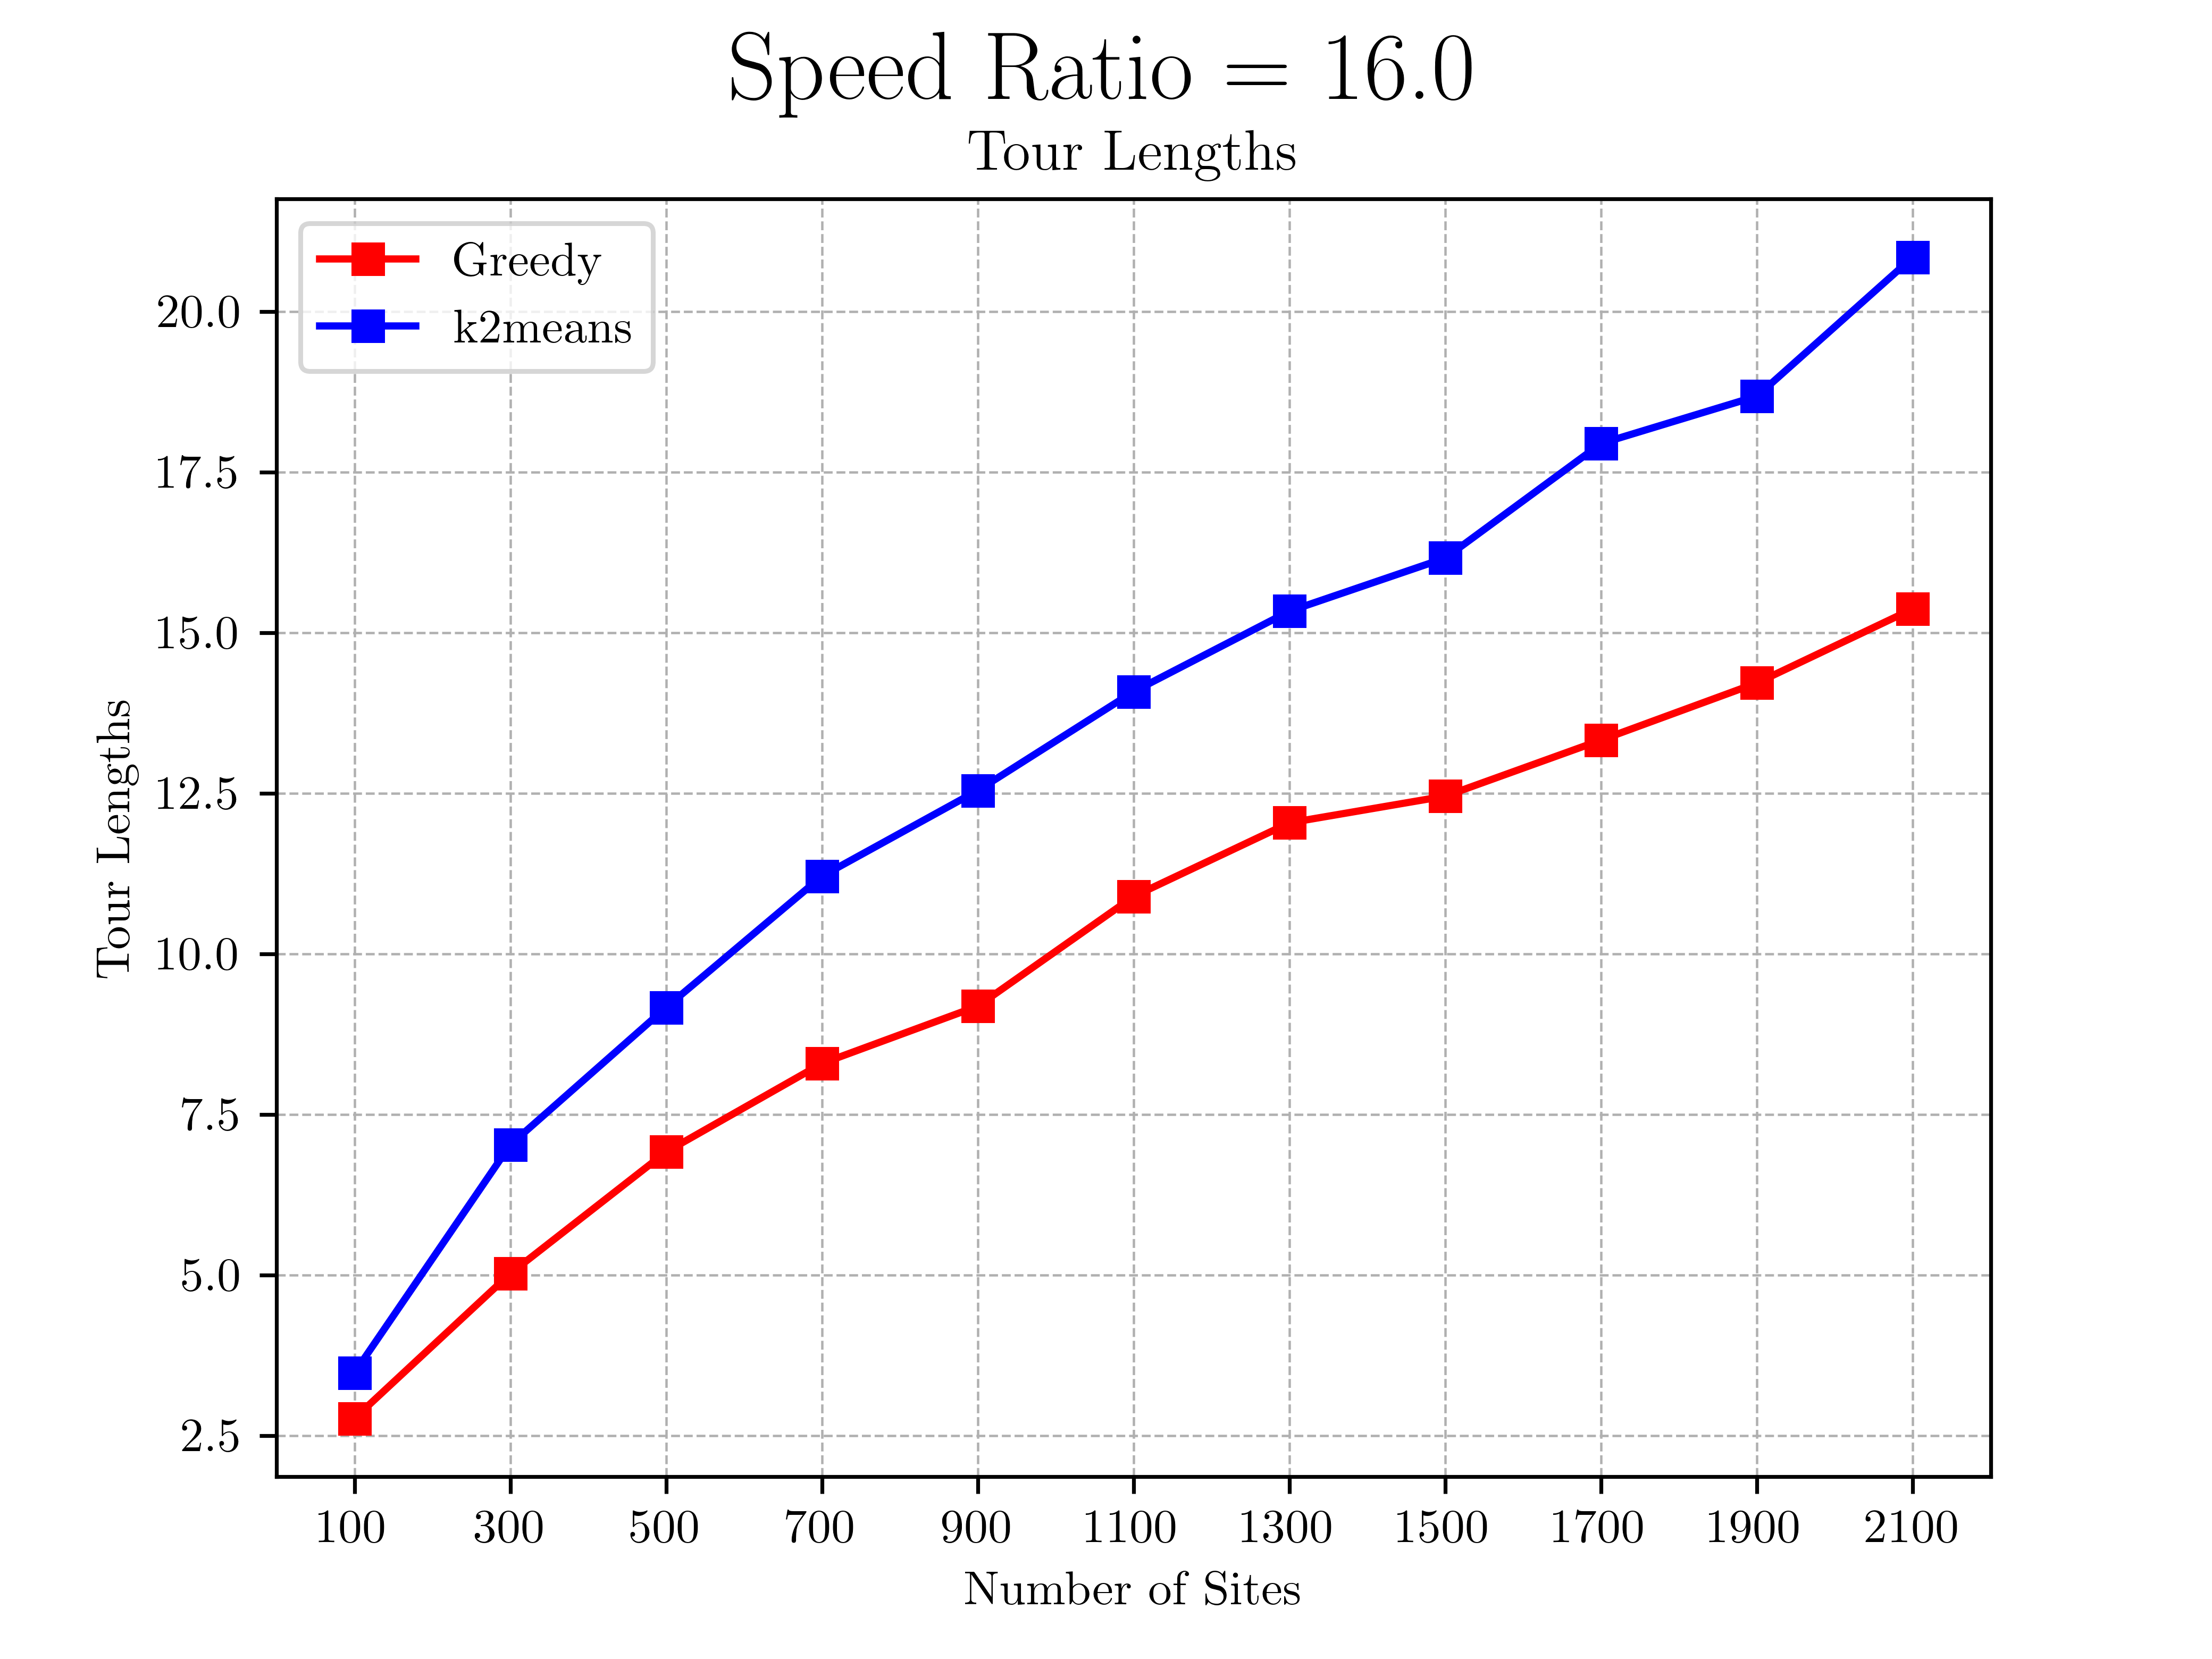 Speed Ratio = 16.0
Tour Lengths
Greedy
k2means
20.0
17.5
15.0
12.5
10.0
7.5
5.0
2.5
Tour Lengths
100 300 500 700 900 1100 1300 1500 1700 1900 2100
Number of Sites